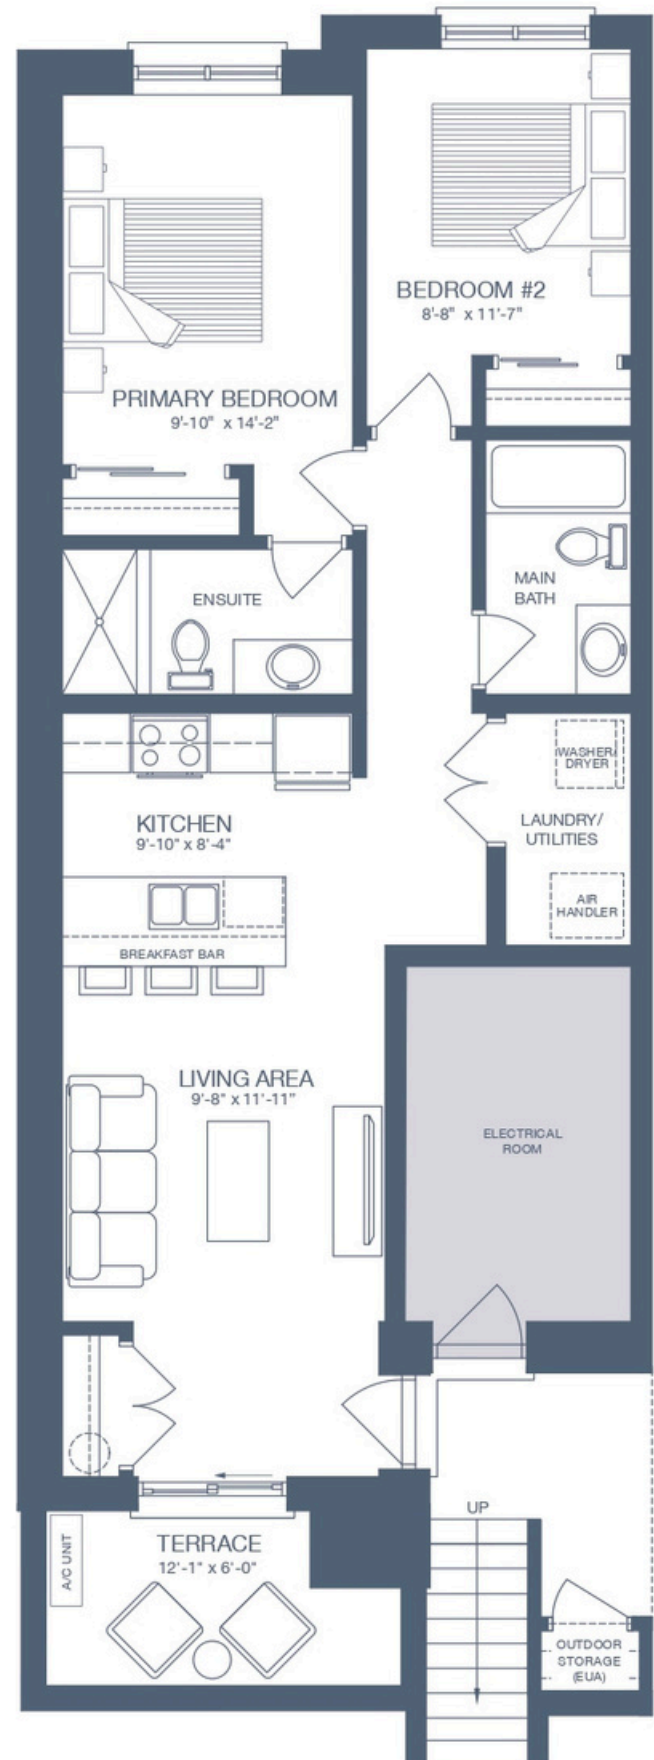 BEDROOM #2
8'-8" x 11'-7"
PRIMARY BEDROOM
9'-10" x 14'-2"
ENSUITE
MAIN
BATH
WASHER/
DRYER
KITCHEN
9'-10" x 8'-4"
LAUNDRY/
UTILITIES
AIR
HANDLER
BREAKFAST BAR
LIVING AREA
9'-8" x 11'-11"
ELECTRICAL
ROOM
UP
TERRACE
12'-1" x 6'-0"
A/C UNIT
OUTDOOR
STORAGE
(EUA)